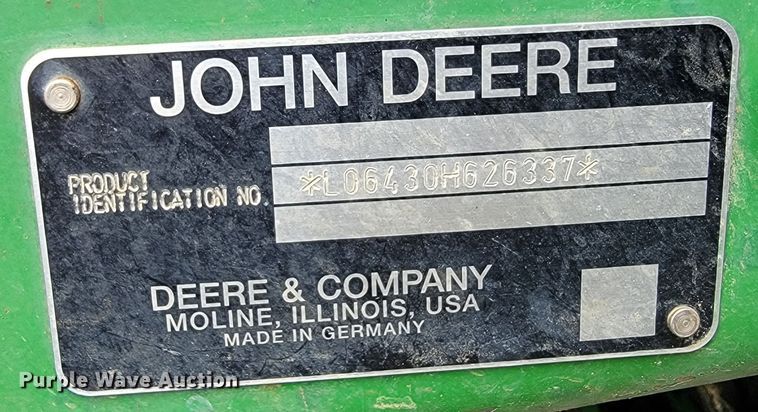 JOHN DEERE
PRODUCT
IDENTIFICATION NO.
*L06430H626337*
DEERE & COMPANY
MOLINE, ILLINOIS, USA
MADE IN GERMANY
Purple Wave Auction